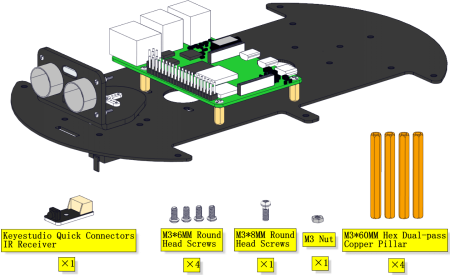 Keyestudio Quick Connectors
IR Receiver
×1
M3*6MM Round
Head Screws
×4
M3*8MM Round
Head Screws
×1
M3 Nut
×1
M3*60MM Hex Dual-pass
Copper Pillar
×4